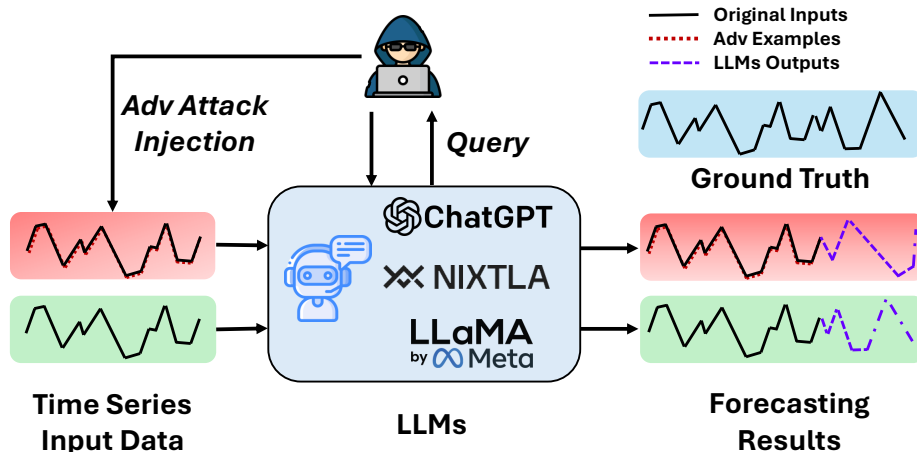 Original Inputs
Adv Examples
LLMs Outputs
Adv Attack
Injection
Query
Ground Truth
ChatGPT
NIXTLA
LLaMA
by Meta
Time Series
Input Data
LLMs
Forecasting
Results